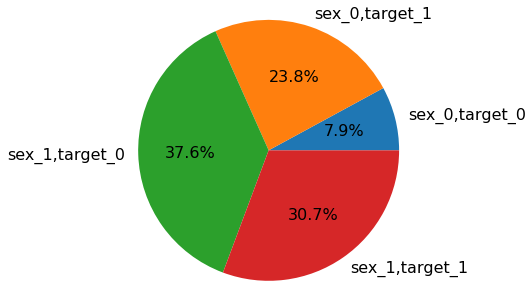 sex_0,target_1
23.8%
sex_0,target_0
7.9%
37.6%
sex_1,target_0
30.7%
sex_1,target_1